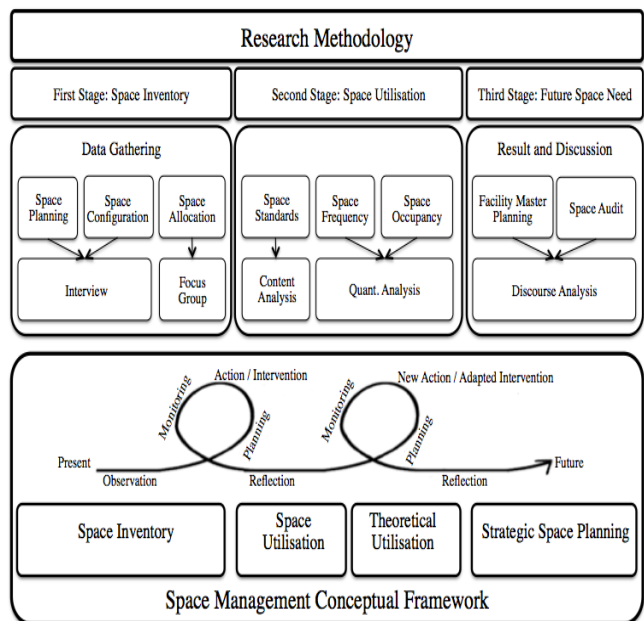 Research Methodology
First Stage: Space Inventory
Second Stage: Space Utilisation
Third Stage: Future Space Need
Data Gathering
Space
Planning
Space
Configuration
Space
Allocation
Interview
Focus
Group
Space
Standards
Space
Frequency
Space
Occupancy
Content
Analysis
Quant. Analysis
Result and Discussion
Facility Master
Planning
Space Audit
Discourse Analysis
Action / Intervention
New Action / Adapted Intervention
Monitoring
Planning
Monitoring
Planning
Present
Observation
Reflection
Reflection
Future
Space Inventory
Space
Utilisation
Theoretical
Utilisation
Strategic Space Planning
Space Management Conceptual Framework